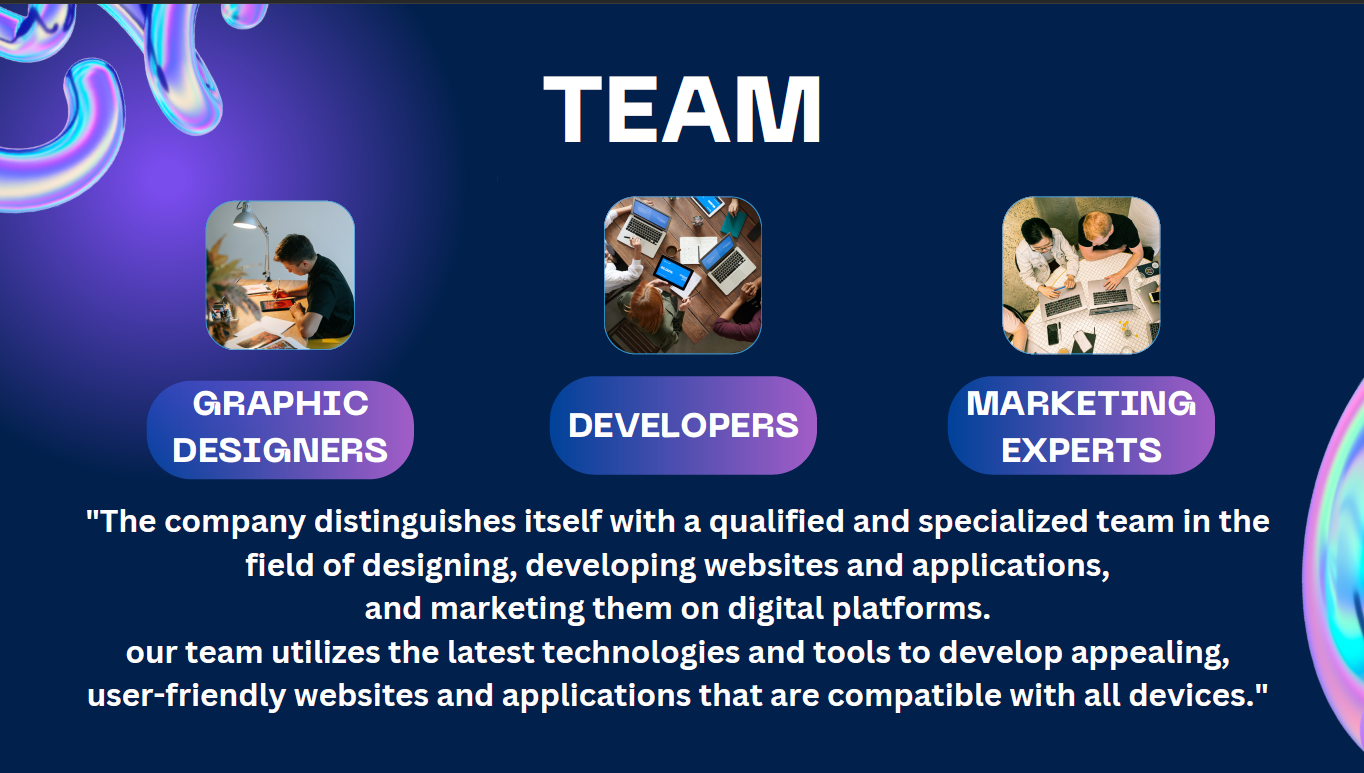 TEAM
GRAPHIC
DESIGNERS
DEVELOPERS
MARKETING
EXPERTS
"The company distinguishes itself with a qualified and specialized team in the
field of designing, developing websites and applications,
and marketing them on digital platforms.
our team utilizes the latest technologies and tools to develop appealing,
user-friendly websites and applications that are compatible with all devices."